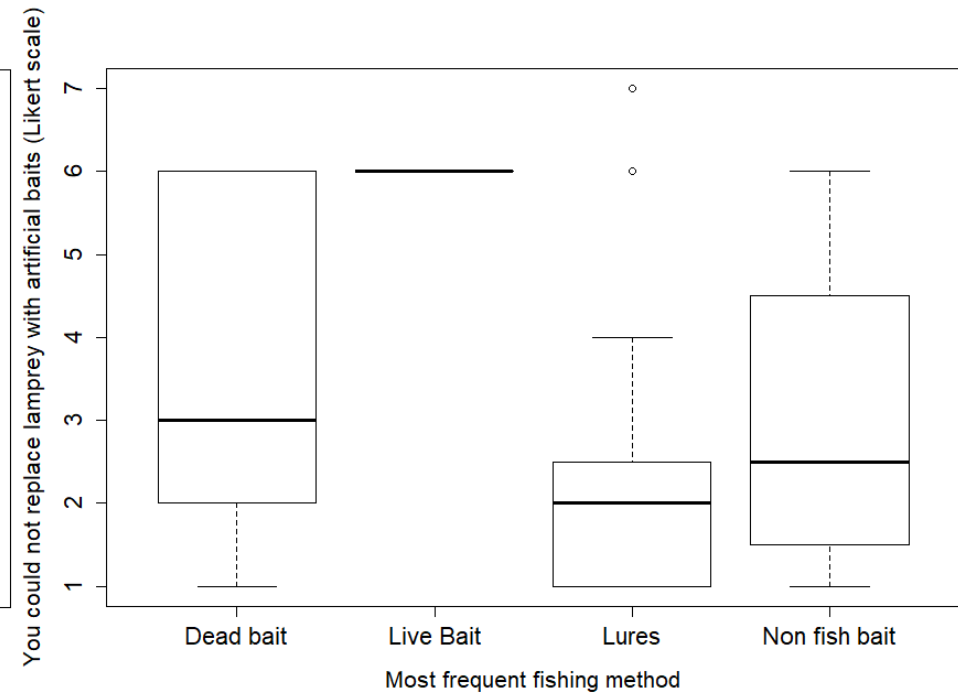 You could not replace lamprey with artificial baits (Likert scale)
7
6
5
4
3
2
1
Dead bait
Live Bait
Lures
Non fish bait
Most frequent fishing method